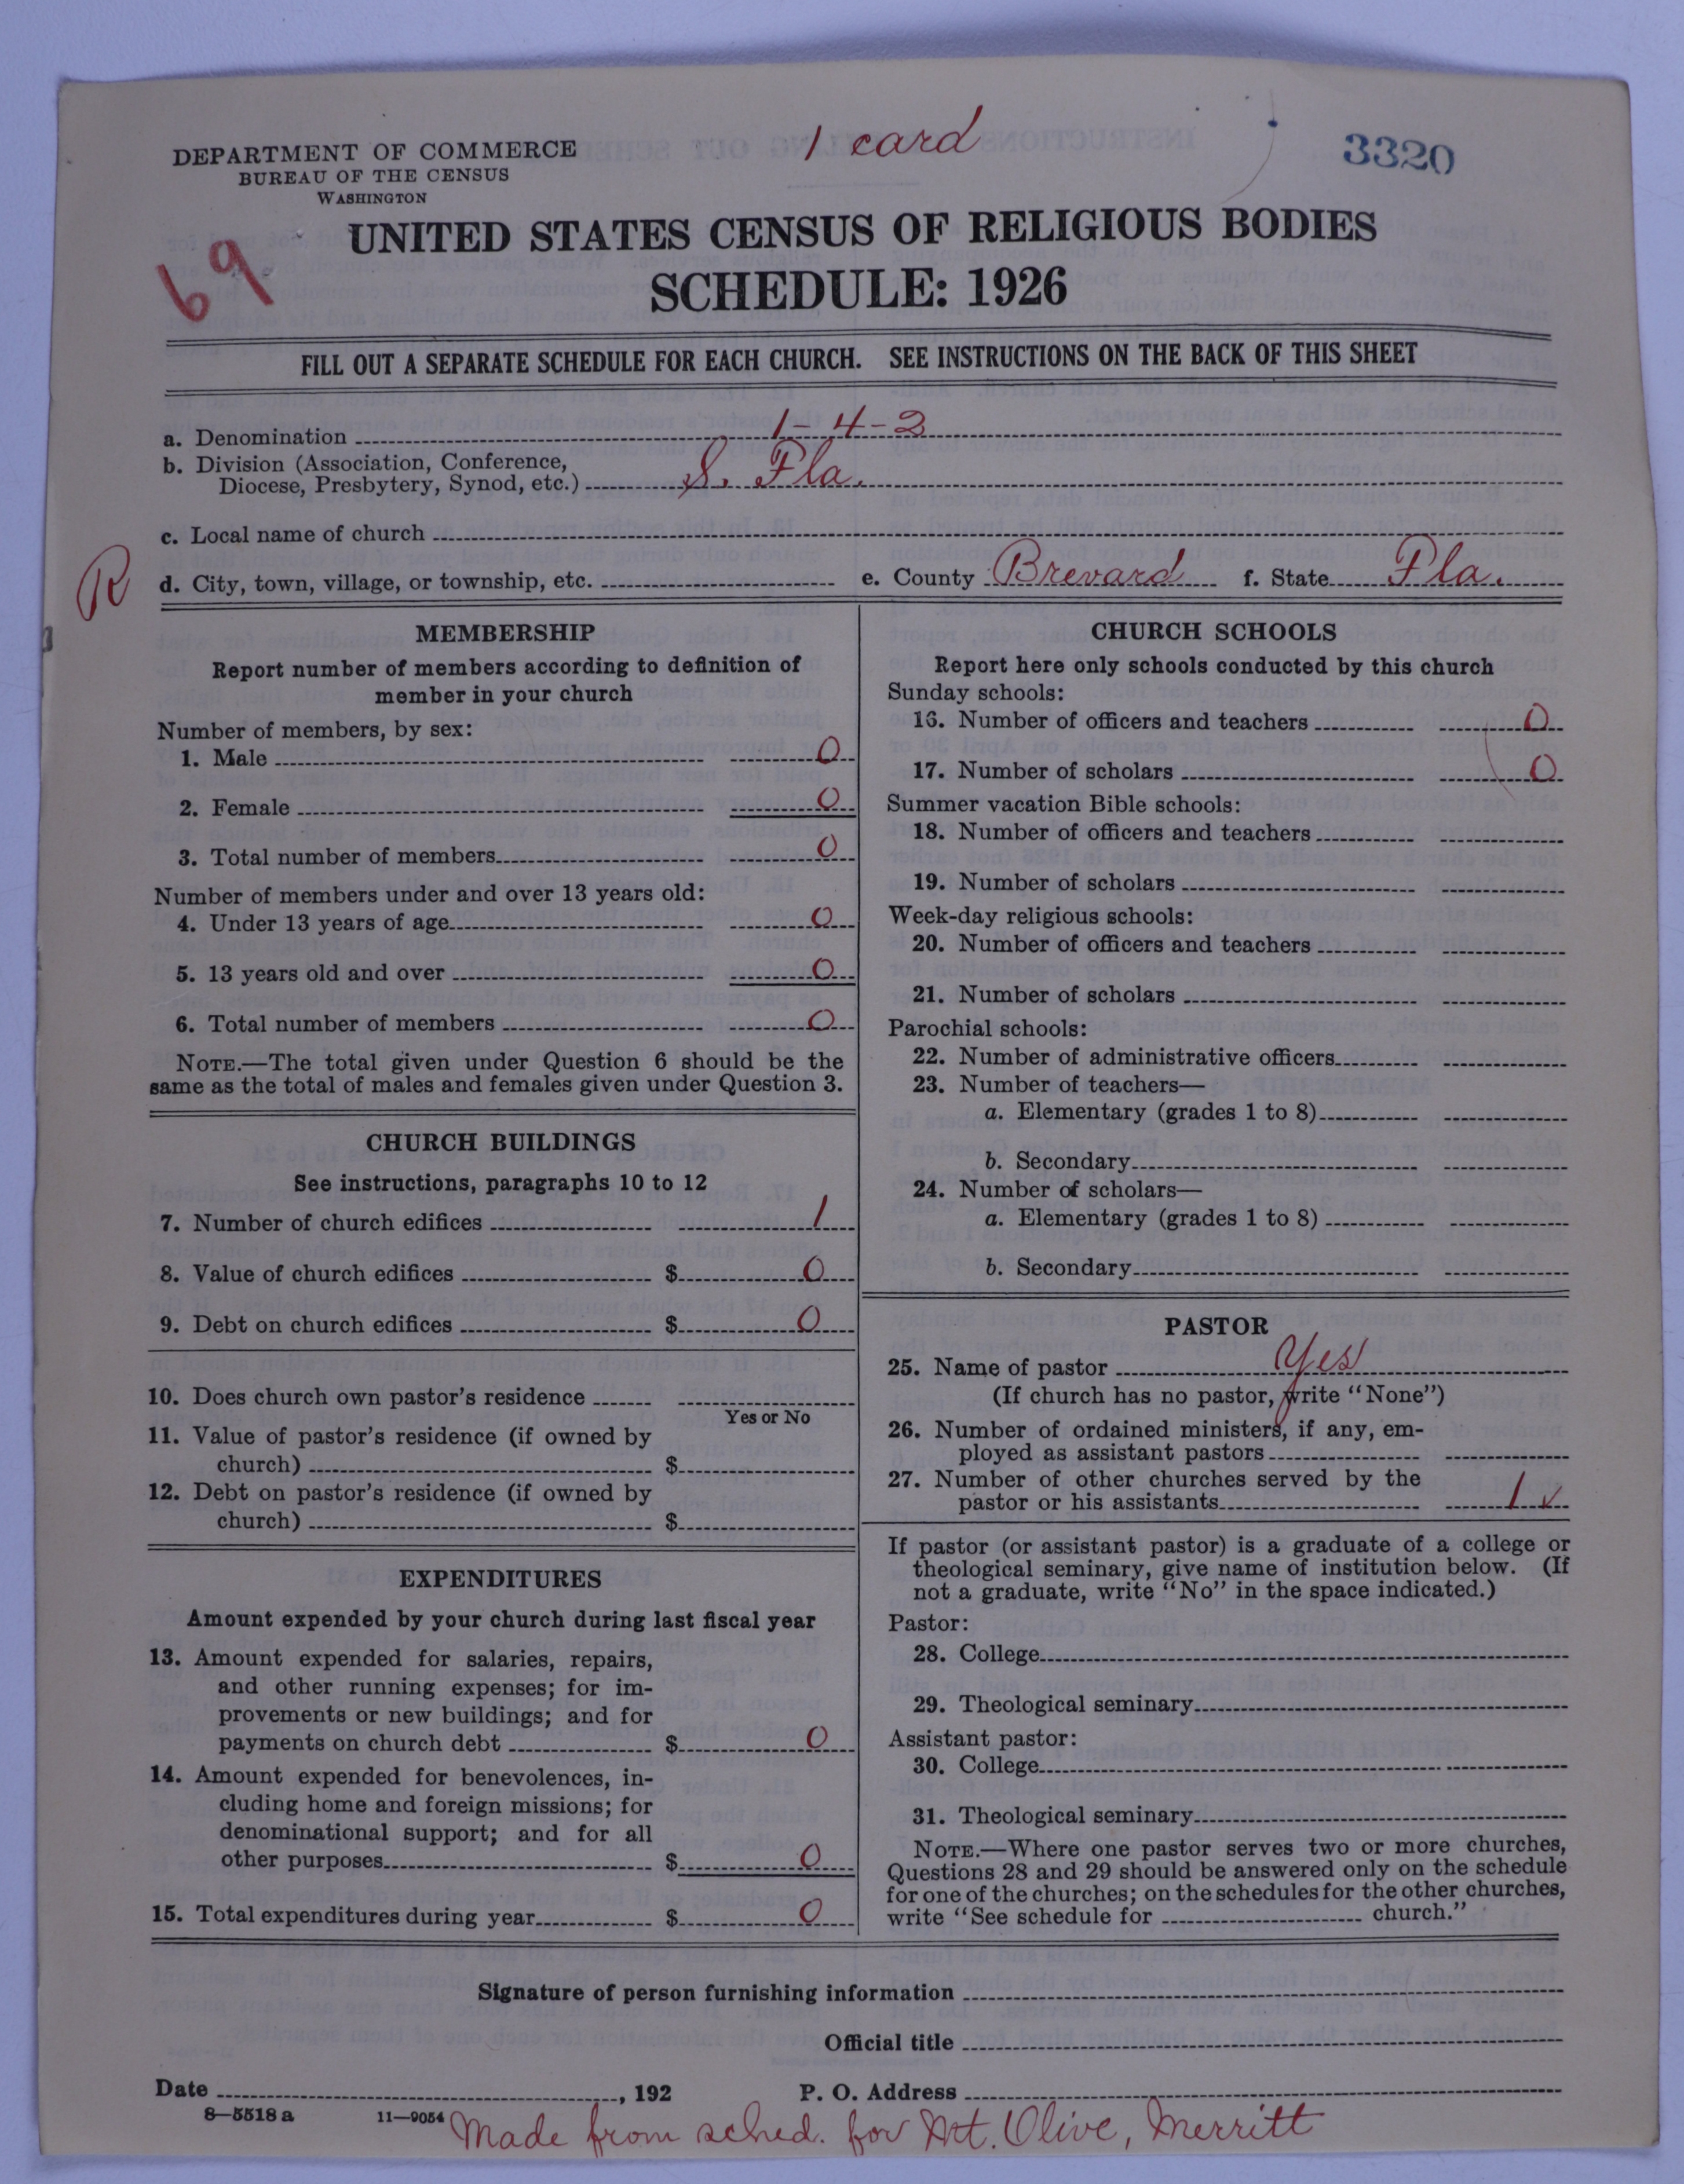 1 card
3320
DEPARTMENT OF COMMERCE
BUREAU OF THE CENSUS
WASHINGTON
69
UNITED STATES CENSUS OF RELIGIOUS BODIES
SCHEDULE: 1926
FILL OUT A SEPARATE SCHEDULE FOR EACH CHURCH. SEE INSTRUCTIONS ON THE BACK OF THIS SHEET
a. Denomination 1-4-2
b. Division (Association, Conference,
Diocese, Presbytery, Synod, etc.) S. Fla.
c. Local name of church
R
d. City, town, village, or township, etc. e. County Brevard f. State Fla.
MEMBERSHIP
Report number of members according to definition of
member in your church
Number of members, by sex:
1. Male 0
2. Female 0
3. Total number of members 0
Number of members under and over 13 years old:
4. Under 13 years of age 0
5. 13 years old and over 0
6. Total number of members 0
NOTE.—The total given under Question 6 should be the
same as the total of males and females given under Question 3.
CHURCH BUILDINGS
See instructions, paragraphs 10 to 12
7. Number of church edifices 1
8. Value of church edifices $ 0
9. Debt on church edifices $ 0
10. Does church own pastor's residence
Yes or No
11. Value of pastor's residence (if owned by
church) $
12. Debt on pastor's residence (if owned by
church) $
EXPENDITURES
Amount expended by your church during last fiscal year
13. Amount expended for salaries, repairs,
and other running expenses; for im-
provements or new buildings; and for
payments on church debt $ 0
14. Amount expended for benevolences, in-
cluding home and foreign missions; for
denominational support; and for all
other purposes $ 0
15. Total expenditures during year $ 0
CHURCH SCHOOLS
Report here only schools conducted by this church
Sunday schools:
16. Number of officers and teachers 0
17. Number of scholars 0
Summer vacation Bible schools:
18. Number of officers and teachers
19. Number of scholars
Week-day religious schools:
20. Number of officers and teachers
21. Number of scholars
Parochial schools:
22. Number of administrative officers
23. Number of teachers—
a. Elementary (grades 1 to 8)
b. Secondary
24. Number of scholars—
a. Elementary (grades 1 to 8)
b. Secondary
PASTOR
25. Name of pastor Yes
(If church has no pastor, write "None")
26. Number of ordained ministers, if any, em-
ployed as assistant pastors
27. Number of other churches served by the
pastor or his assistants 1 ✓
If pastor (or assistant pastor) is a graduate of a college or
theological seminary, give name of institution below. (If
not a graduate, write "No" in the space indicated.)
Pastor:
28. College
29. Theological seminary
Assistant pastor:
30. College
31. Theological seminary
NOTE.—Where one pastor serves two or more churches,
Questions 28 and 29 should be answered only on the schedule
for one of the churches; on the schedules for the other churches,
write "See schedule for church."
Signature of person furnishing information
Official title
Date , 192 P. O. Address
8—5518 a 11—9054
Made from sched. for Mt. Olive, Merritt